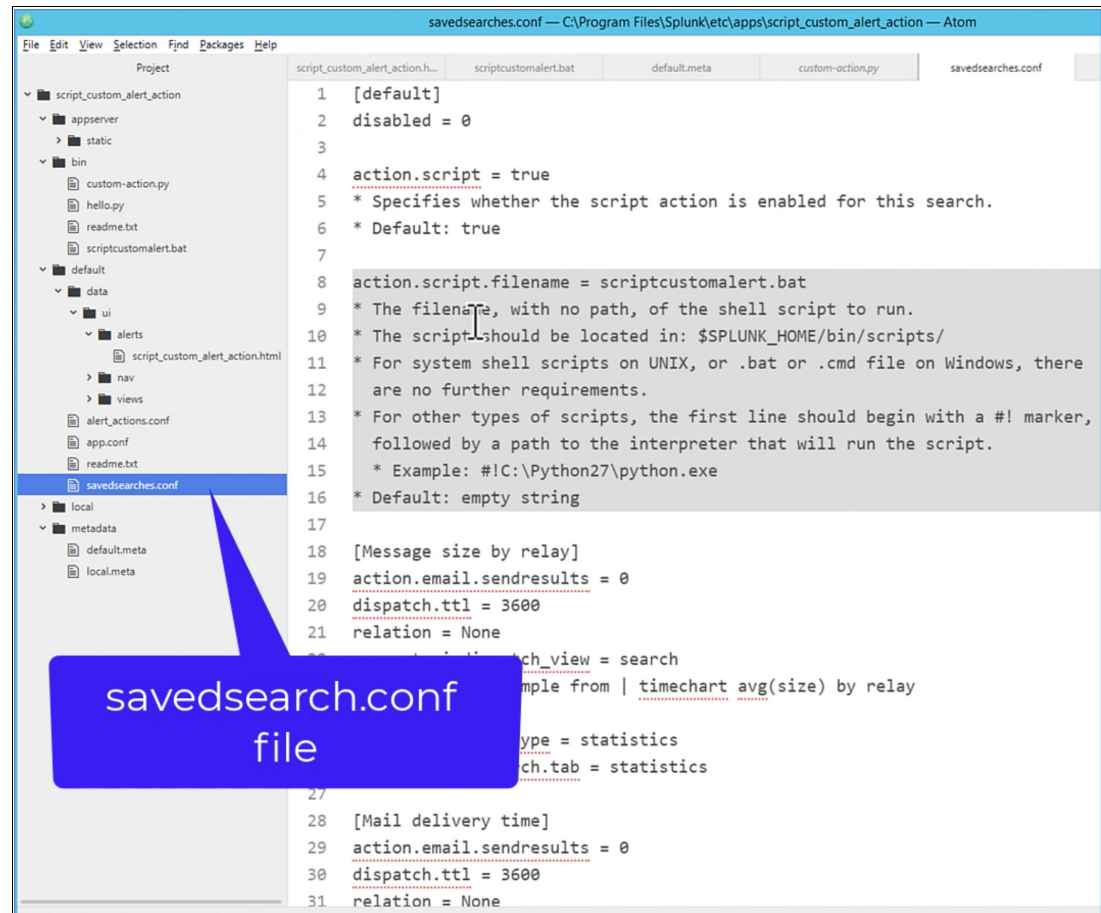 savedsearches.conf — C:\Program Files\Splunk\etc\apps\script_custom_alert_action — Atom
File Edit View Selection Find Packages Help
Project
script_custom_alert_action.h... scriptcustomalert.bat default.meta custom-action.py savedsearches.conf
script_custom_alert_action
appserver
static
bin
custom-action.py
hello.py
readme.txt
scriptcustomalert.bat
default
data
ui
alerts
script_custom_alert_action.html
nav
views
alert_actions.conf
app.conf
readme.txt
savedsearches.conf
local
metadata
default.meta
local.meta
1 [default]
2 disabled = 0
3
4 action.script = true
5 * Specifies whether the script action is enabled for this search.
6 * Default: true
7
8 action.script.filename = scriptcustomalert.bat
9 * The filename, with no path, of the shell script to run.
10 * The script should be located in: $SPLUNK_HOME/bin/scripts/
11 * For system shell scripts on UNIX, or .bat or .cmd file on Windows, there
12 are no further requirements.
13 * For other types of scripts, the first line should begin with a #! marker,
14 followed by a path to the interpreter that will run the script.
15 * Example: #!C:\Python27\python.exe
16 * Default: empty string
17
18 [Message size by relay]
19 action.email.sendresults = 0
20 dispatch.ttl = 3600
21 relation = None
= search
from | timechart avg(size) by relay
= statistics
= statistics
27
28 [Mail delivery time]
29 action.email.sendresults = 0
30 dispatch.ttl = 3600
31 relation = None
savedsearch.conf
file